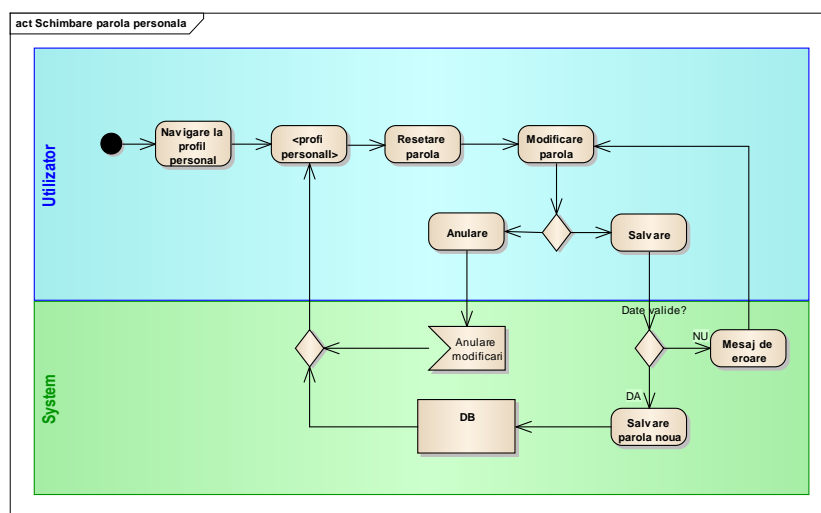 act Schimbare parola personala
Utilizator
Navigare la
profil
personal
<profi
personall>
Resetare
parola
Modificare
parola
Anulare
Salvare
System
Date valide?
Anulare
modificari
NU
Mesaj de
eroare
DA
DB
Salvare
parola noua